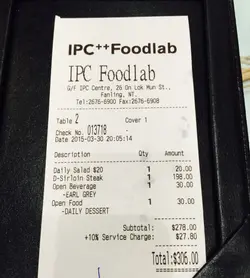 IPC++Foodlab
IPC Foodlab
G/F IPC Centre, 26 On Lok Mun St.,
Fanling, NT.
Tel:2676-6900 Fax:2676-6908
Table 2 Cover 1
Check No. 013718
Date 2015-03-30 20:05:14
Description Qty Amount
Daily Salad $20 1 20.00
D-Sirloin Steak 1 198.00
Open Beverage 1 30.00
-EARL GREY
Open Food 1 30.00
-DAILY DESSERT
Subtotal: $278.00
+10% Service Charge: $27.80
Total:$306.00